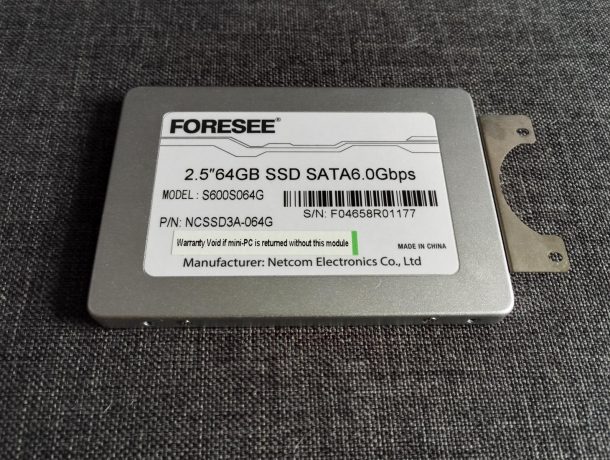 FORESEE®
2.5"64GB SSD SATA6.0Gbps
MODEL: S600S064G
S/N: F04658R01177
P/N: NCSSD3A-064G
Warranty Void if mini-PC is returned without this module
MADE IN CHINA
Manufacturer: Netcom Electronics Co., Ltd